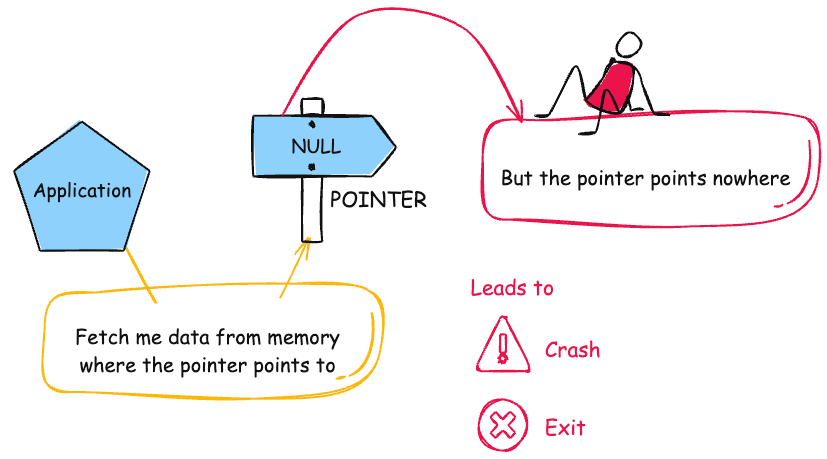 Application
NULL
POINTER
Fetch me data from memory
where the pointer points to
But the pointer points nowhere
Leads to
Crash
Exit